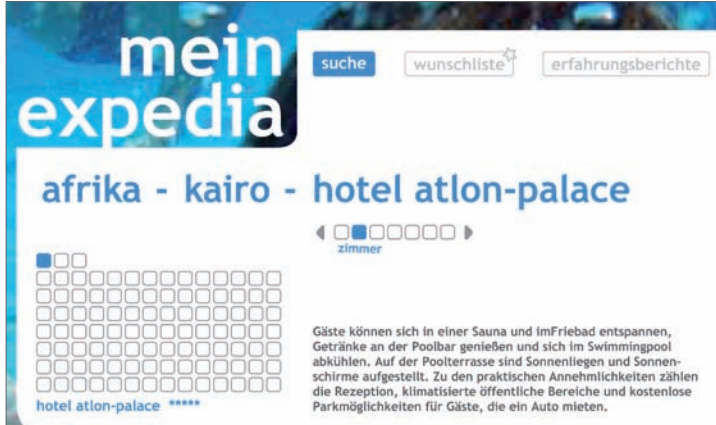 mein
expedia
suche
wunschliste
erfahrungsberichte
afrika - kairo - hotel atlon-palace
zimmer
hotel atlon-palace *****
Gäste können sich in einer Sauna und imFriebad entspannen,
Getränke an der Poolbar genießen und sich im Swimmingpool
abkühlen. Auf der Poolterrasse sind Sonnenliegen und Sonnen-
schirme aufgestellt. Zu den praktischen Annehmlichkeiten zählen
die Rezeption, klimatisierte öffentliche Bereiche und kostenlose
Parkmöglichkeiten für Gäste, die ein Auto mieten.